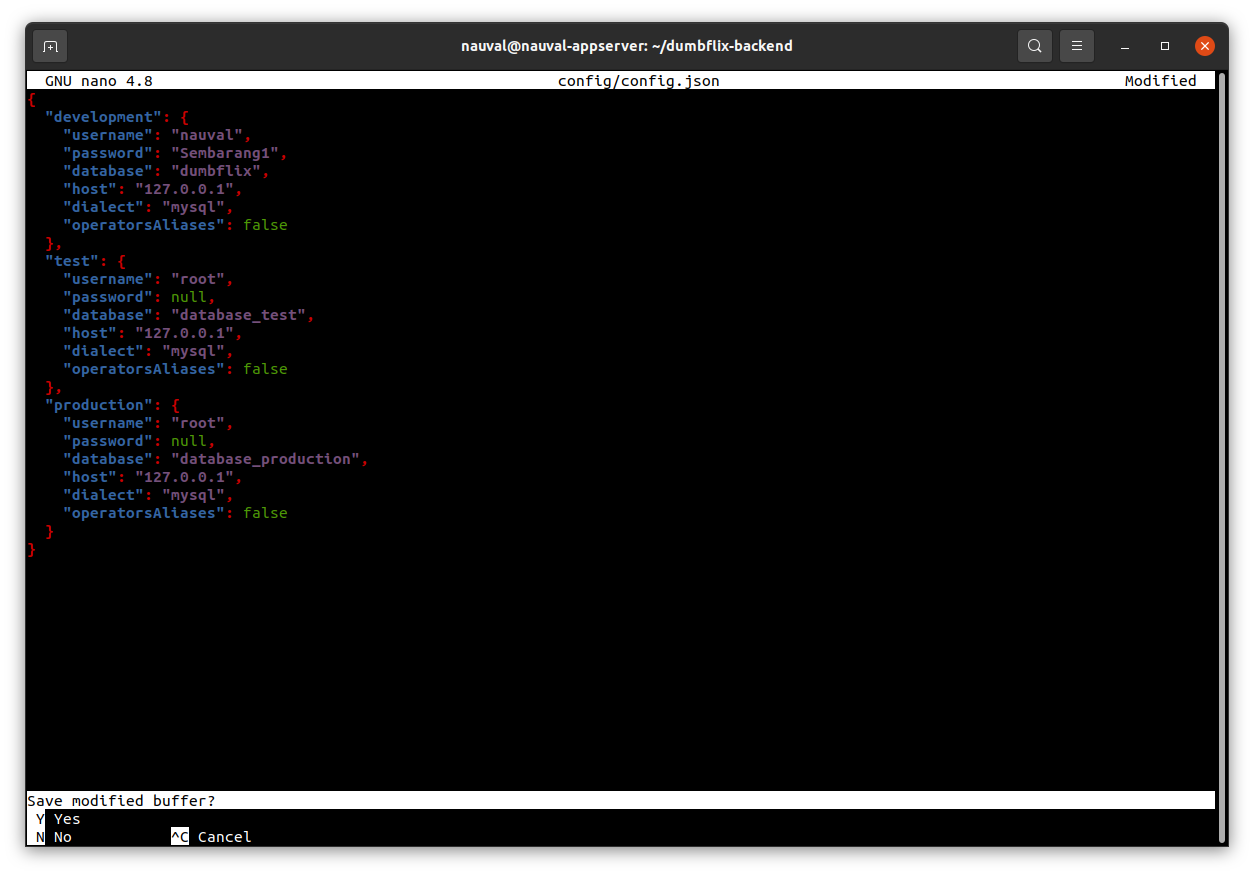 nauval@nauval-appserver: ~/dumbflix-backend
GNU nano 4.8 config/config.json Modified
{
  "development": {
    "username": "nauval",
    "password": "Sembarang1",
    "database": "dumbflix",
    "host": "127.0.0.1",
    "dialect": "mysql",
    "operatorsAliases": false
  },
  "test": {
    "username": "root",
    "password": null,
    "database": "database_test",
    "host": "127.0.0.1",
    "dialect": "mysql",
    "operatorsAliases": false
  },
  "production": {
    "username": "root",
    "password": null,
    "database": "database_production",
    "host": "127.0.0.1",
    "dialect": "mysql",
    "operatorsAliases": false
  }
}
Save modified buffer?
Y Yes
N No ^C Cancel